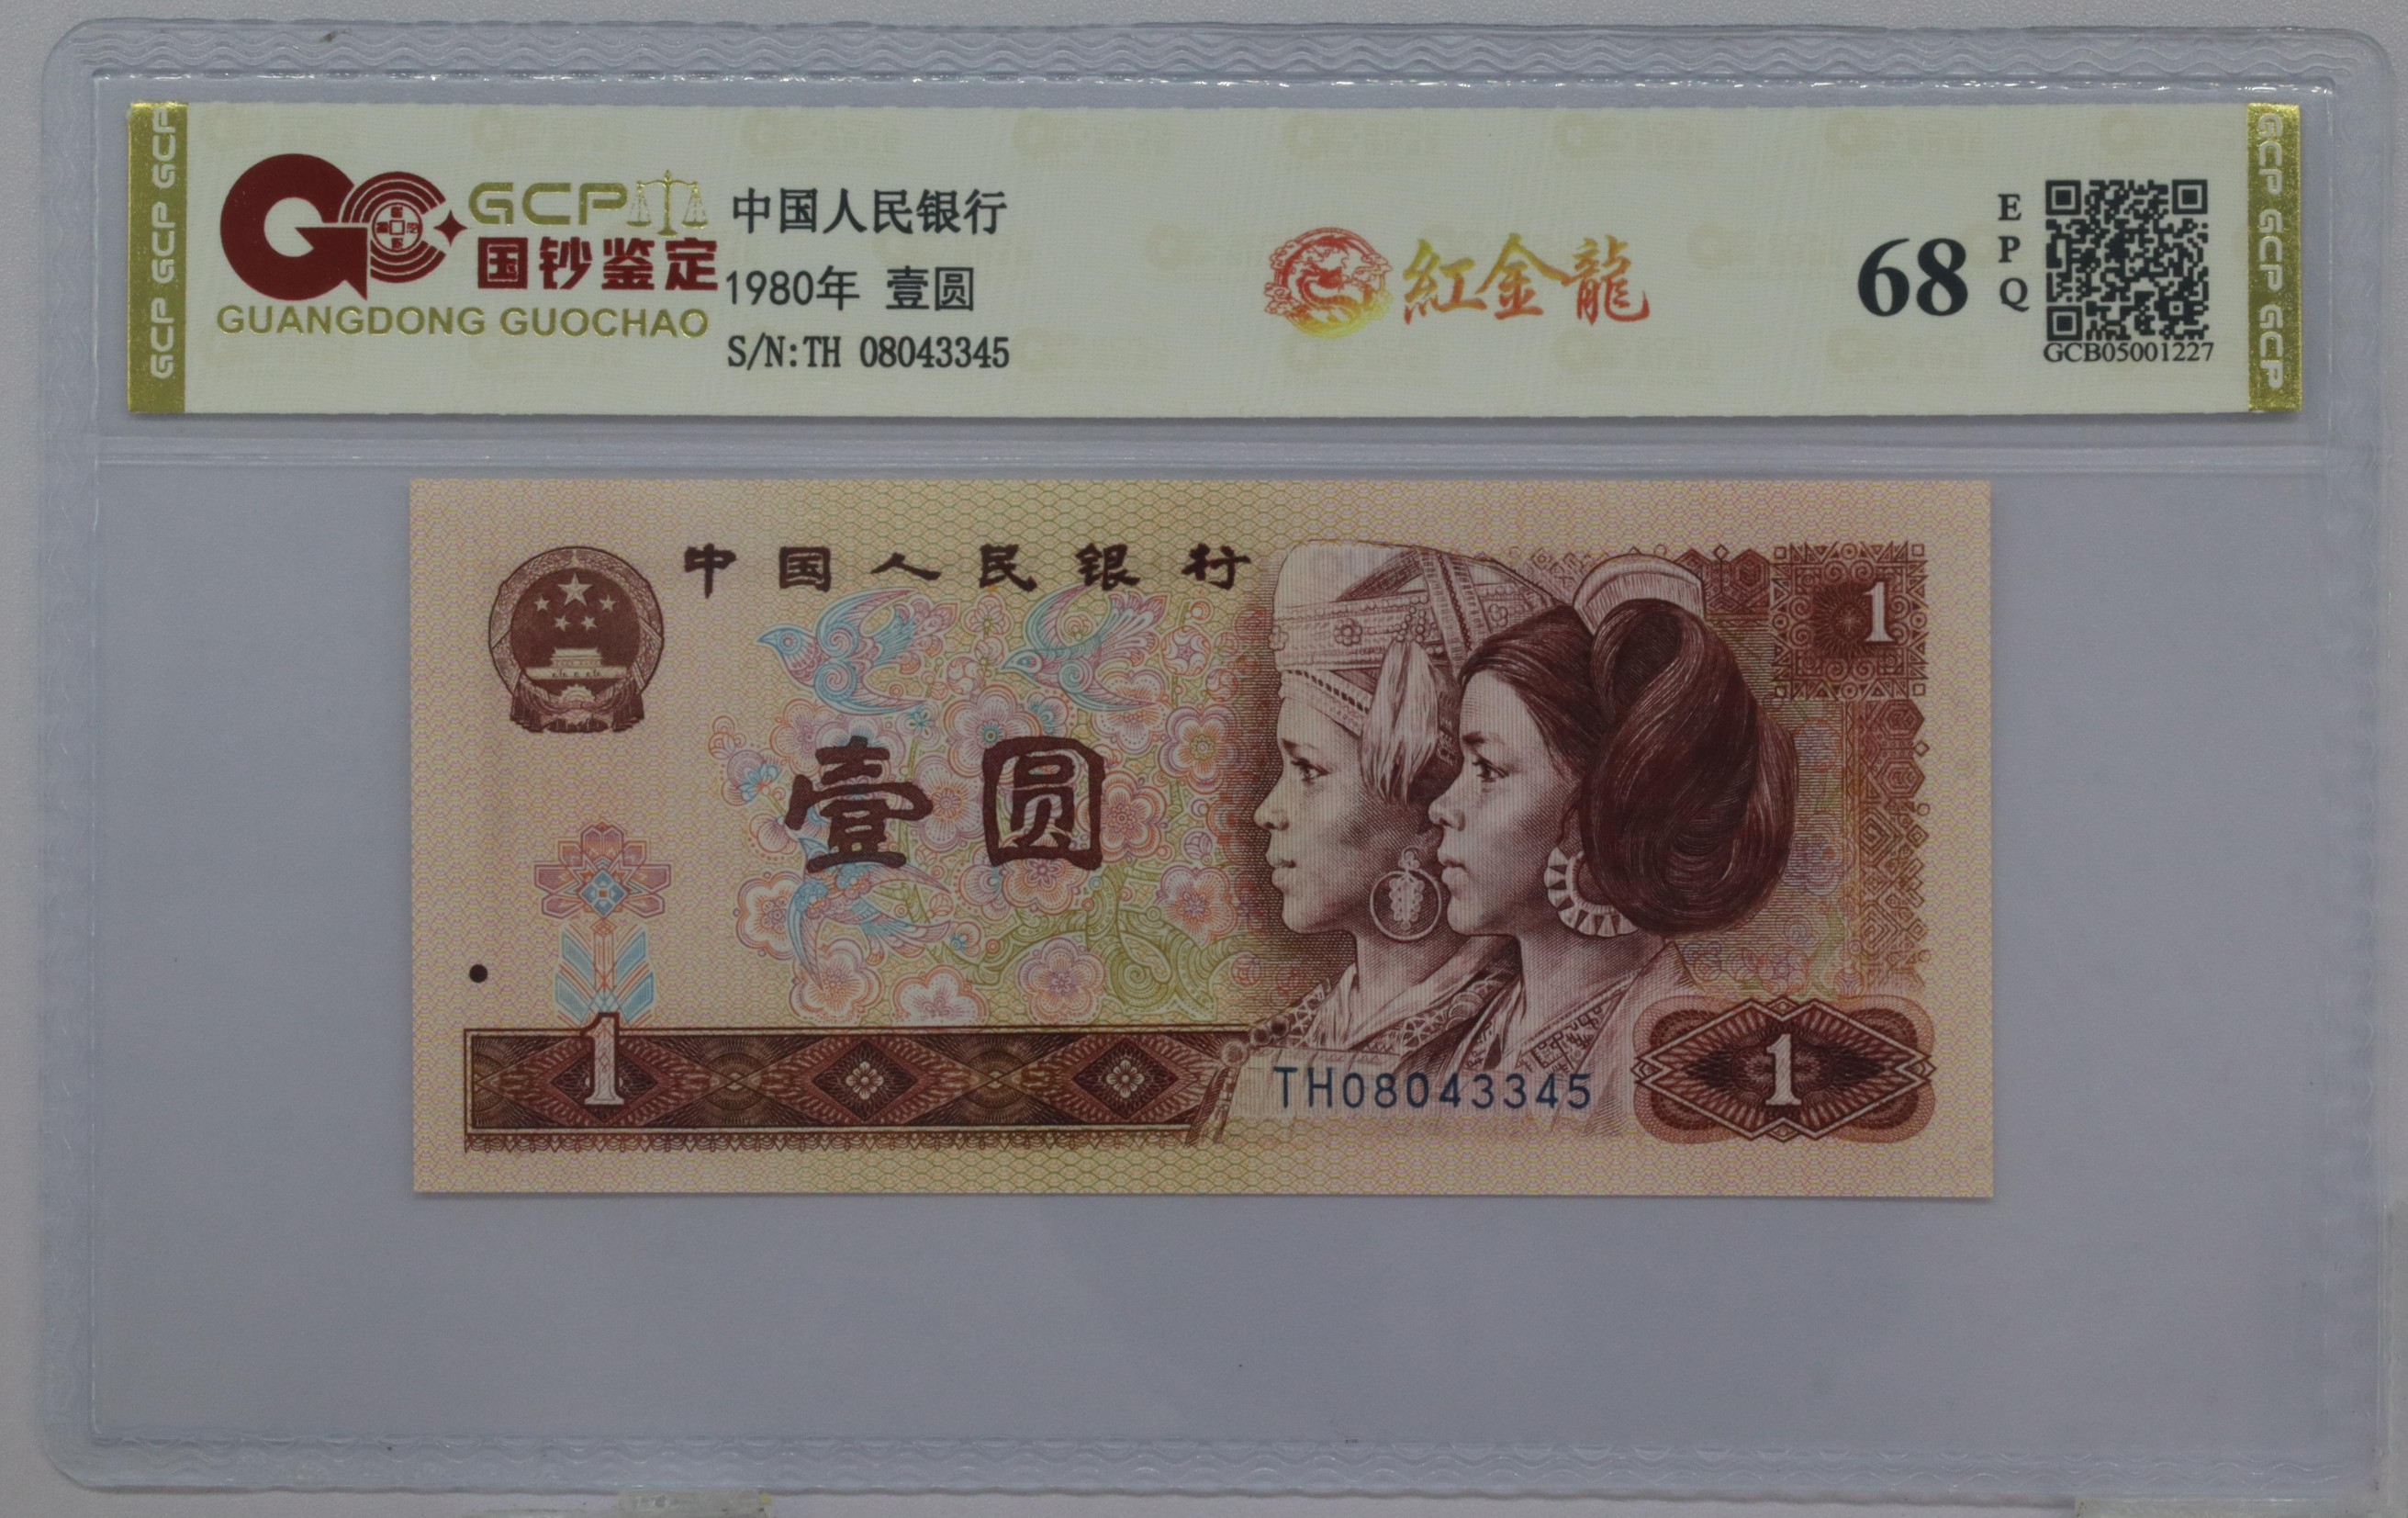 GCP GCP GCP
GCP
国钞鉴定
GUANGDONG GUOCHAO
中国人民银行
1980年 壹圆
S/N:TH 08043345
紅金龍
68
EPQ
GCB05001227
GCP GCP GCP
中国人民银行
1
壹圆
1
TH08043345
1